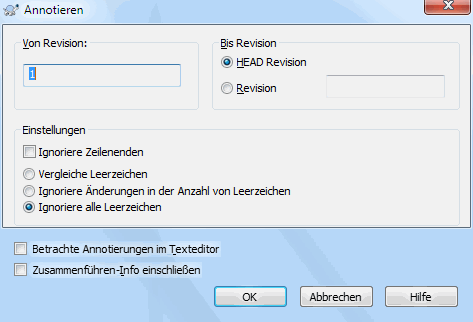 Annotieren
Von Revision:
1
Bis Revision
HEAD Revision
Revision
Einstellungen
Ignoriere Zeilenenden
Vergleiche Leerzeichen
Ignoriere Änderungen in der Anzahl von Leerzeichen
Ignoriere alle Leerzeichen
Betrachte Annotierungen im Texteditor
Zusammenführen-Info einschließen
OK
Abbrechen
Hilfe